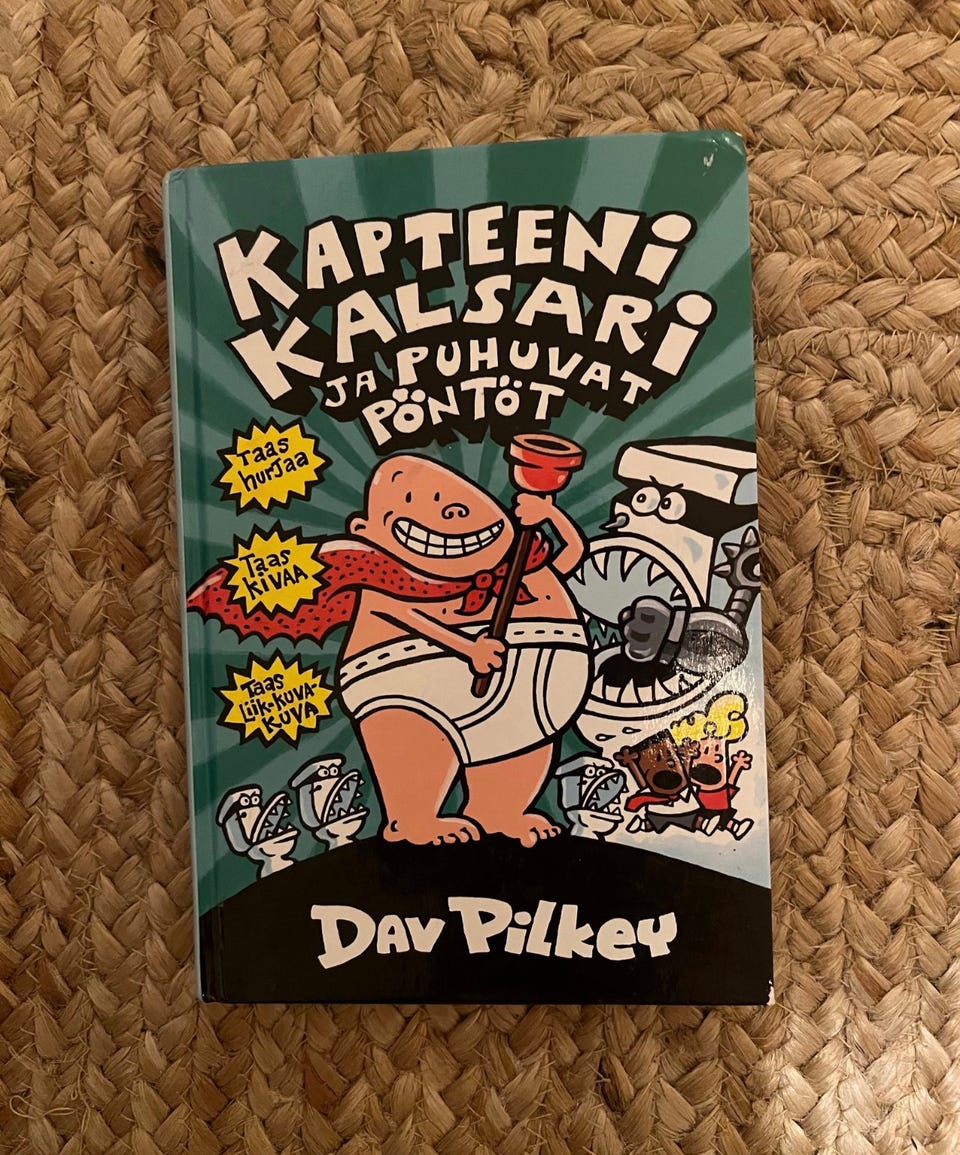 KAPTEENi
KALSARi
JA PUHUVAT
PÖNTÖT
Taas
hurjaa
Taas
KiVAA
Taas
Liik-KUVA-
KUVA
Dav Pilkey